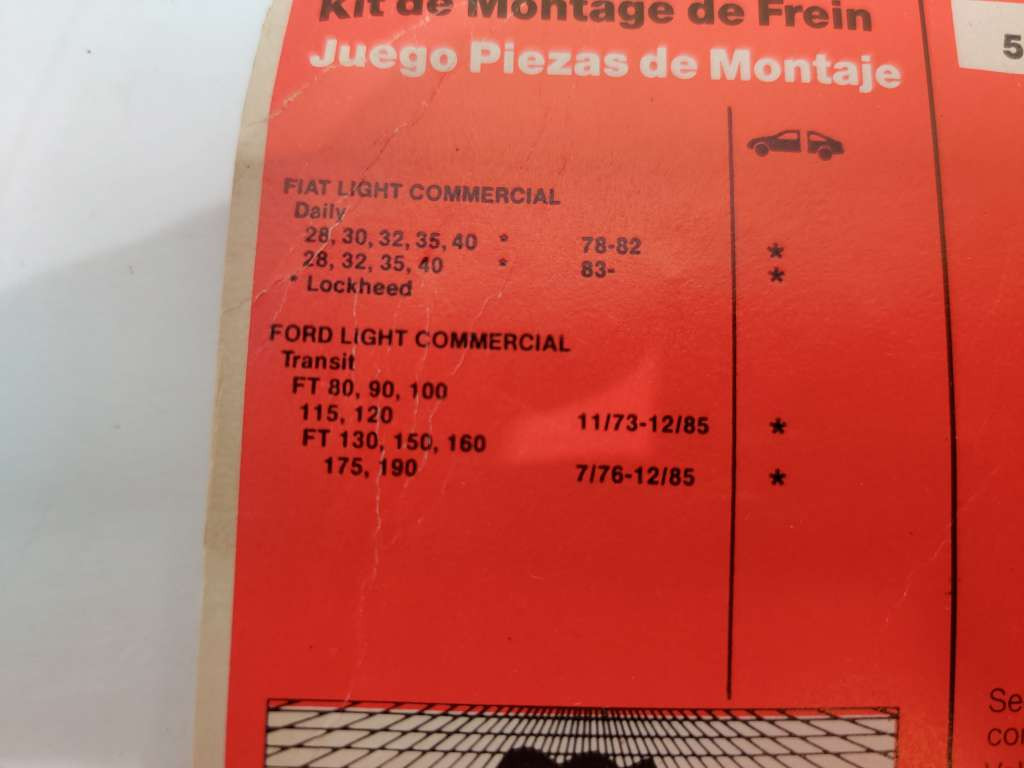 Kit de Montage de Frein
Juego Piezas de Montaje
5
FIAT LIGHT COMMERCIAL
Daily
28, 30, 32, 35, 40 * 78-82 *
28, 32, 35, 40 * 83- *
* Lockheed
FORD LIGHT COMMERCIAL
Transit
FT 80, 90, 100
115, 120 11/73-12/85 *
FT 130, 150, 160
175, 190 7/76-12/85 *
Se